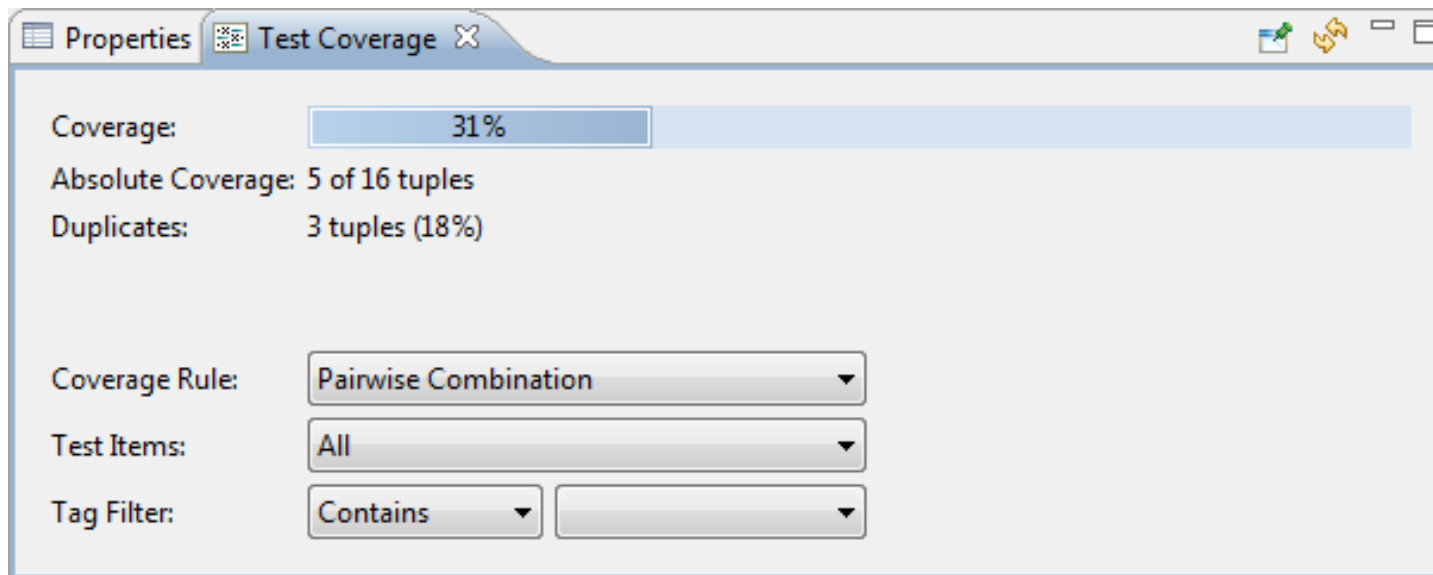 Properties Test Coverage
Coverage: 31%
Absolute Coverage: 5 of 16 tuples
Duplicates: 3 tuples (18%)
Coverage Rule: Pairwise Combination
Test Items: All
Tag Filter: Contains